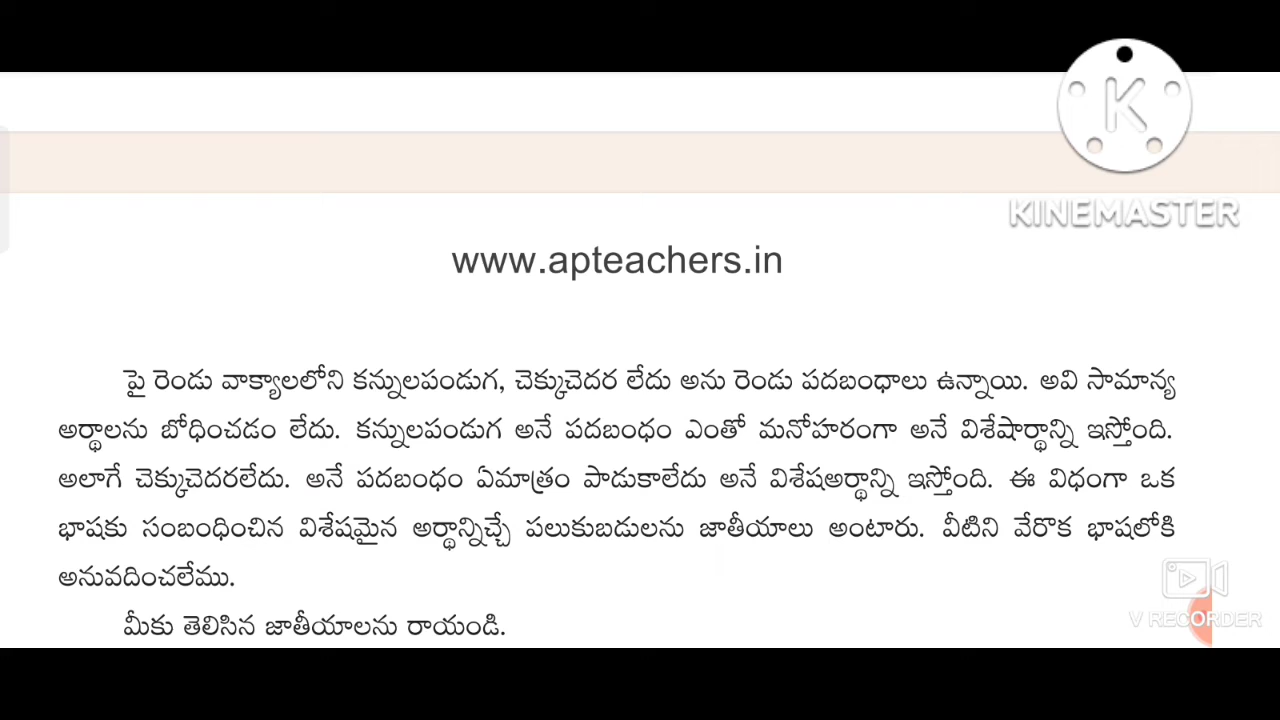 KINEMASTER
www.apteachers.in
పై రెండు వాక్యాలలోని కన్నులపండుగ, చెక్కుచెదర లేదు అను రెండు పదబంధాలు ఉన్నాయి. అవి సామాన్య
అర్థాలను బోధించడం లేదు. కన్నులపండుగ అనే పదబంధం ఎంతో మనోహరంగా అనే విశేషార్థాన్ని ఇస్తోంది.
అలాగే చెక్కుచెదరలేదు. అనే పదబంధం ఏమాత్రం పాడుకాలేదు అనే విశేషఅర్థాన్ని ఇస్తోంది. ఈ విధంగా ఒక
భాషకు సంబంధించిన విశేషమైన అర్థాన్నిచ్చే పలుకుబడులను జాతీయాలు అంటారు. వీటిని వేరొక భాషలోకి
అనువదించలేము.
V RECORDER
మీకు తెలిసిన జాతీయాలను రాయండి.